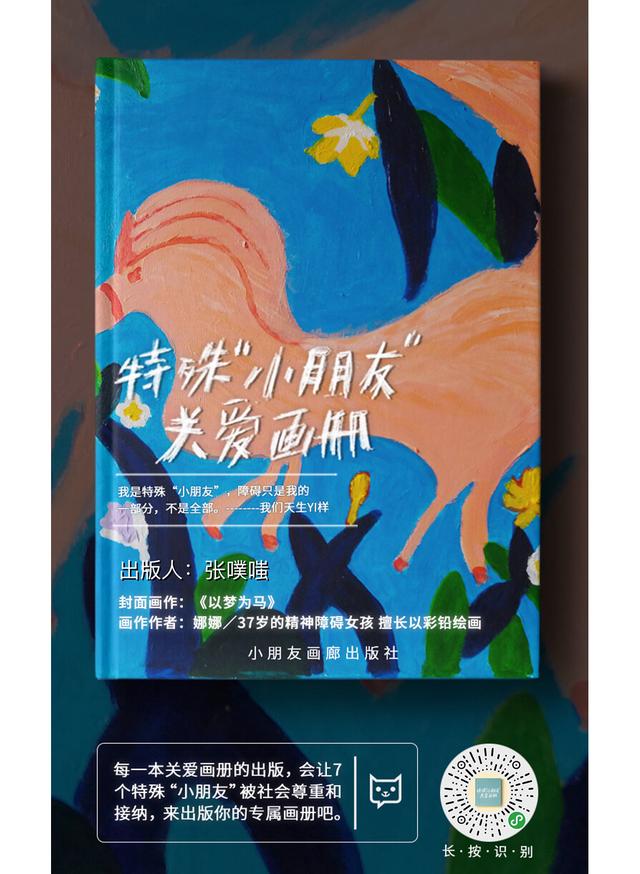 特殊“小朋友”
关爱画册
我是特殊“小朋友”，障碍只是我的
一部分，不是全部。--------我们天生YI样
出版人：张噗嗤
封面画作：《以梦为马》
画作作者：娜娜／37岁的精神障碍女孩 擅长以彩铅绘画
小朋友画廊出版社
每一本关爱画册的出版，会让7
个特殊“小朋友”被社会尊重和
接纳，来出版你的专属画册吧。
长·按·识·别